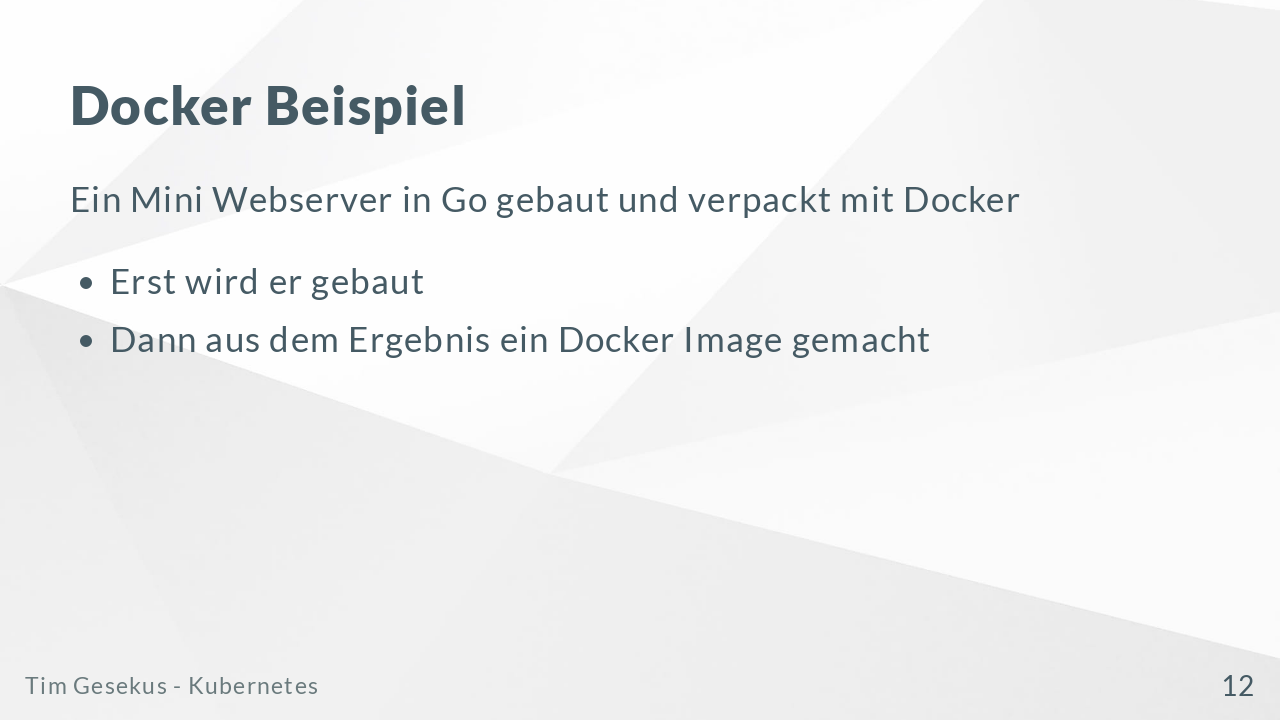 Docker Beispiel
Ein Mini Webserver in Go gebaut und verpackt mit Docker
• Erst wird er gebaut
• Dann aus dem Ergebnis ein Docker Image gemacht
Tim Gesekus - Kubernetes
12